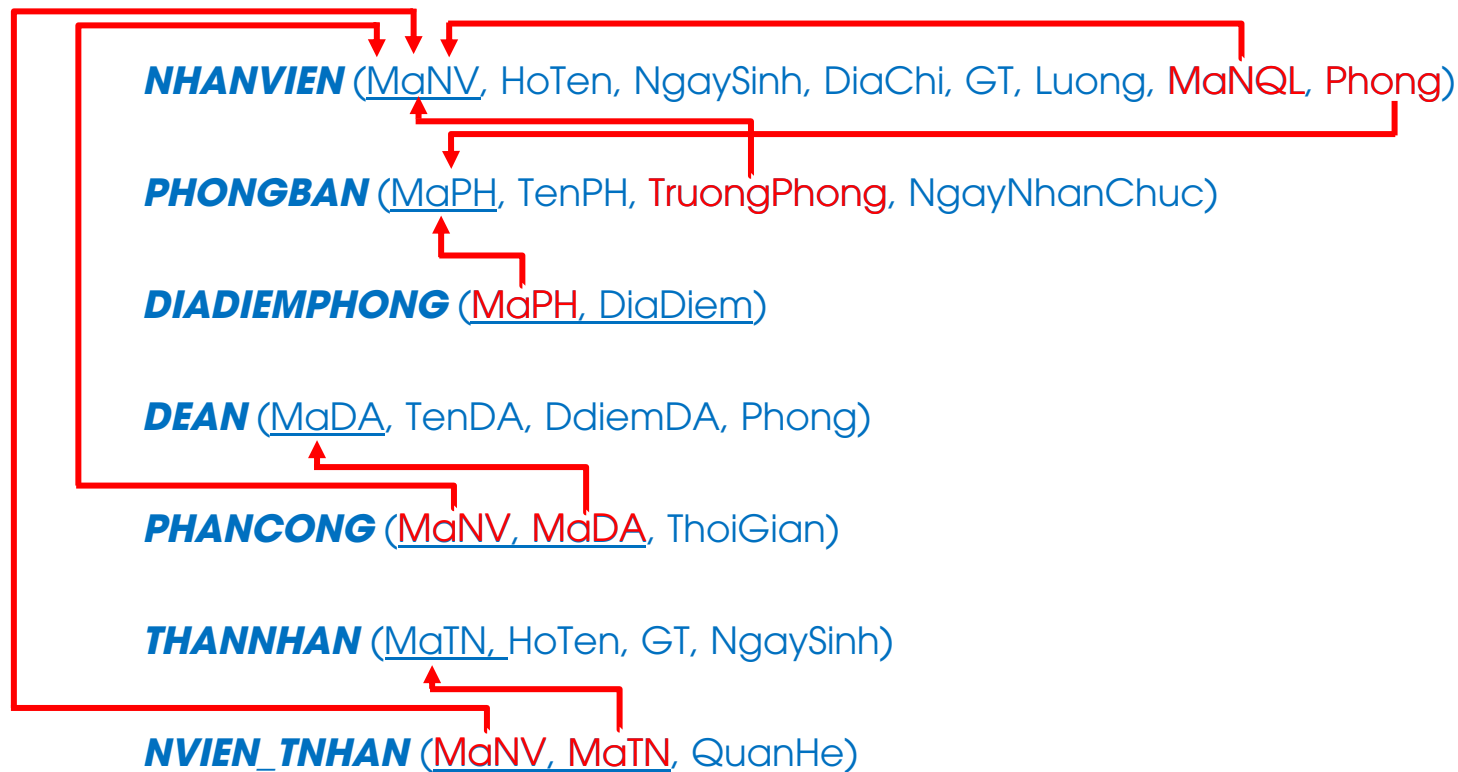 NHANVIEN (MaNV, HoTen, NgaySinh, DiaChi, GT, Luong, MaNQL, Phong)
PHONGBAN (MaPH, TenPH, TruongPhong, NgayNhanChuc)
DIADIEMPHONG (MaPH, DiaDiem)
DEAN (MaDA, TenDA, DdiemDA, Phong)
PHANCONG (MaNV, MaDA, ThoiGian)
THANNHAN (MaTN, HoTen, GT, NgaySinh)
NVIEN_TNHAN (MaNV, MaTN, QuanHe)